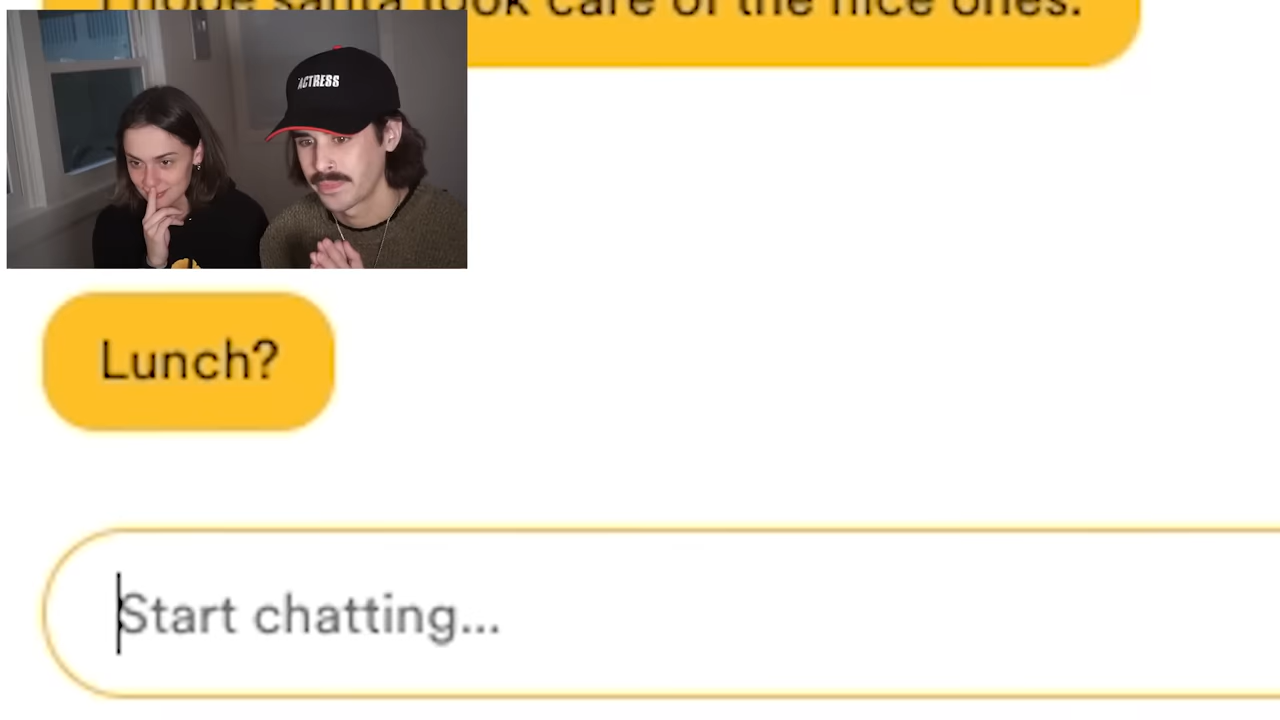 I hope santa took care of the nice ones.
ACTRESS
Lunch?
Start chatting...